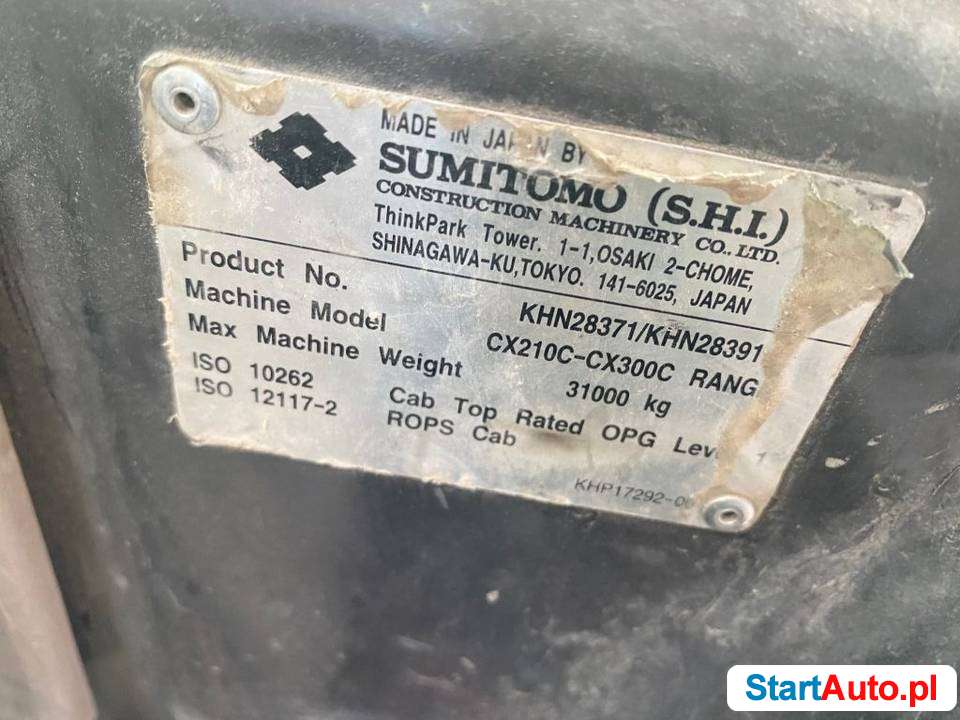 MADE IN JAPAN BY
SUMITOMO (S.H.I.)
CONSTRUCTION MACHINERY CO., LTD.
ThinkPark Tower. 1-1,OSAKI 2-CHOME,
SHINAGAWA-KU,TOKYO. 141-6025, JAPAN
Product No. KHN28371/KHN28391
Machine Model CX210C-CX300C RANG
Max Machine Weight 31000 kg
ISO 10262 Cab Top Rated OPG Lev 1
ISO 12117-2 ROPS Cab
KHP17292-0
StartAuto.pl